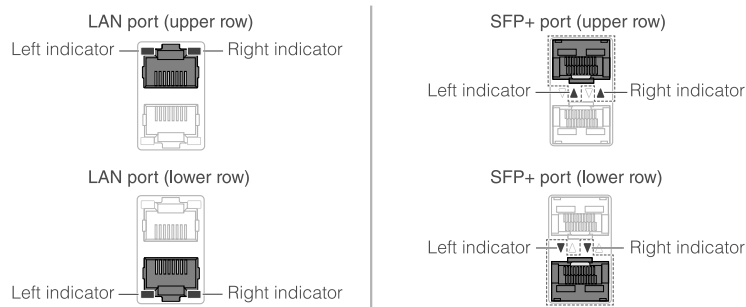 LAN port (upper row)
Left indicator
Right indicator
LAN port (lower row)
Left indicator
Right indicator
SFP+ port (upper row)
Left indicator
Right indicator
SFP+ port (lower row)
Left indicator
Right indicator